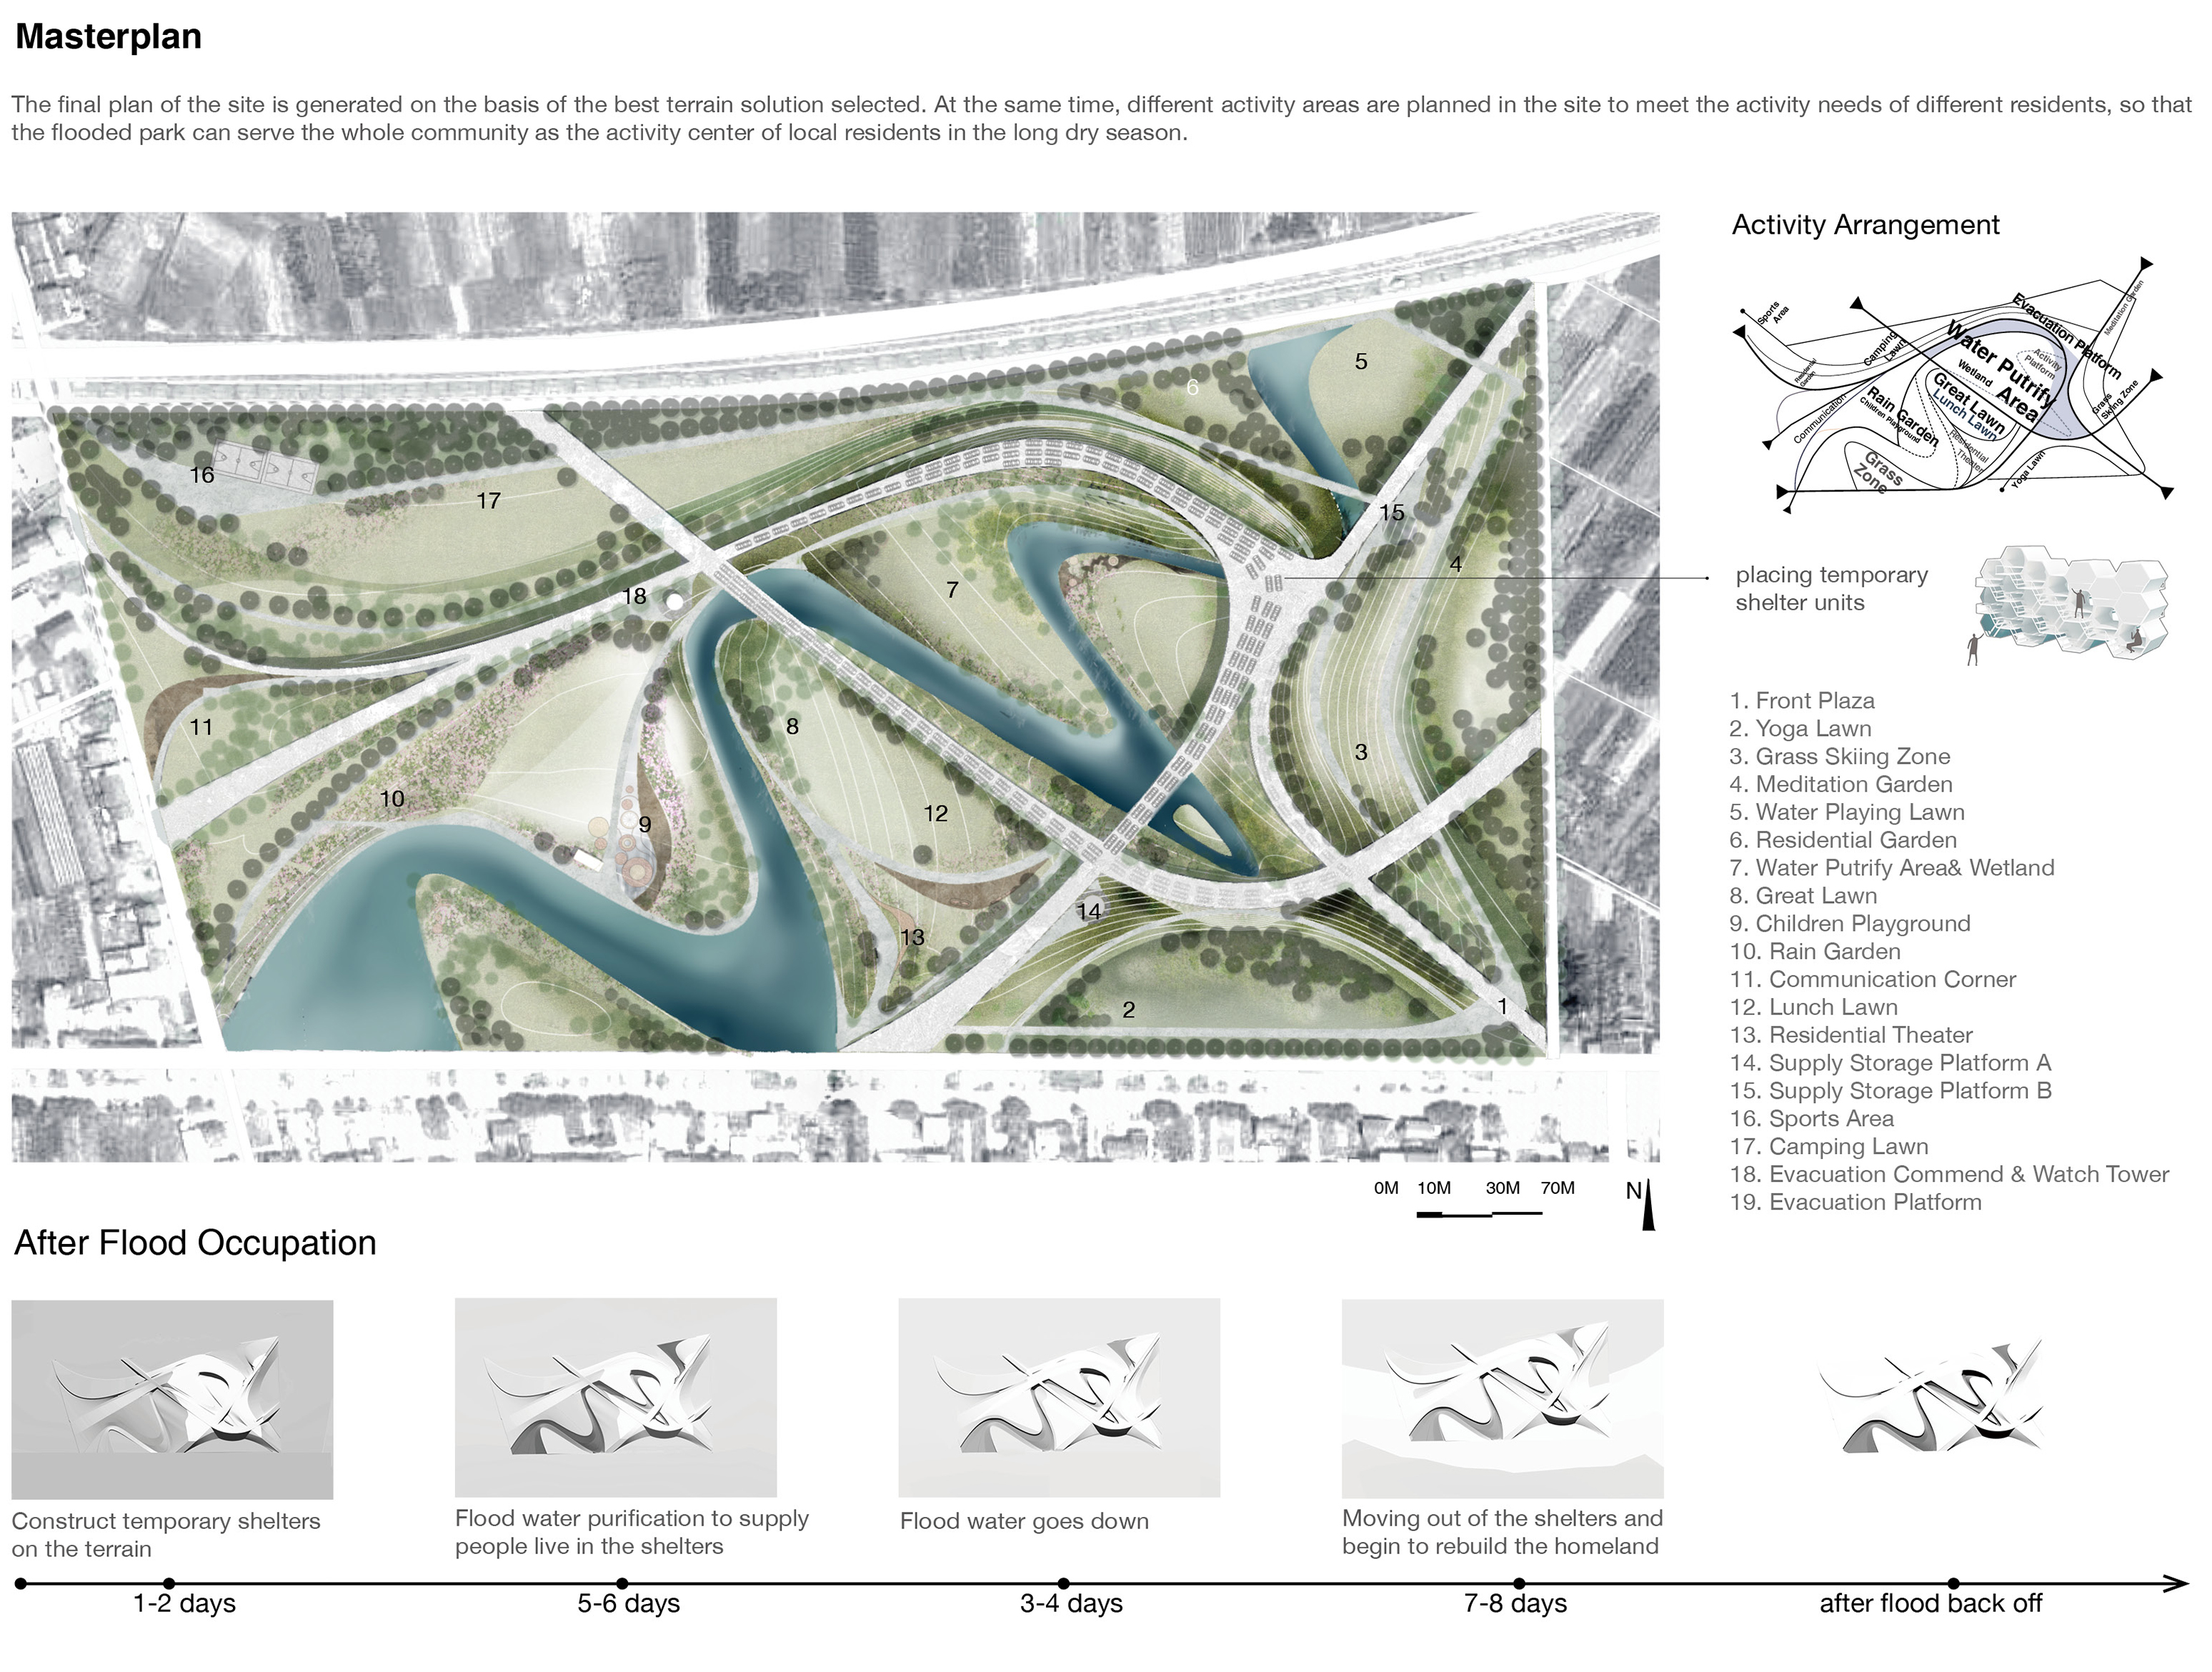 Masterplan
The final plan of the site is generated on the basis of the best terrain solution selected. At the same time, different activity areas are planned in the site to meet the activity needs of different residents, so that
the flooded park can serve the whole community as the activity center of local residents in the long dry season.
Activity Arrangement
Sports
Area
Camping
Lawn
Residential
Garden
Communication
Evacuation Platform
Meditation Garden
Water Putrify
Area
Activity
Platform
Wetland
Great Lawn
Lunch Lawn
Rain Garden
Children Playground
Residential
Theater
Grass
Zone
Grass
Skiing Zone
Yoga Lawn
placing temporary
shelter units
5
6
16
17
15
4
7
18
11
8
3
10
9
12
14
13
2
1
1. Front Plaza
2. Yoga Lawn
3. Grass Skiing Zone
4. Meditation Garden
5. Water Playing Lawn
6. Residential Garden
7. Water Putrify Area& Wetland
8. Great Lawn
9. Children Playground
10. Rain Garden
11. Communication Corner
12. Lunch Lawn
13. Residential Theater
14. Supply Storage Platform A
15. Supply Storage Platform B
16. Sports Area
17. Camping Lawn
18. Evacuation Commend & Watch Tower
19. Evacuation Platform
0M 10M 30M 70M
N
After Flood Occupation
Construct temporary shelters
on the terrain
Flood water purification to supply
people live in the shelters
Flood water goes down
Moving out of the shelters and
begin to rebuild the homeland
1-2 days
5-6 days
3-4 days
7-8 days
after flood back off